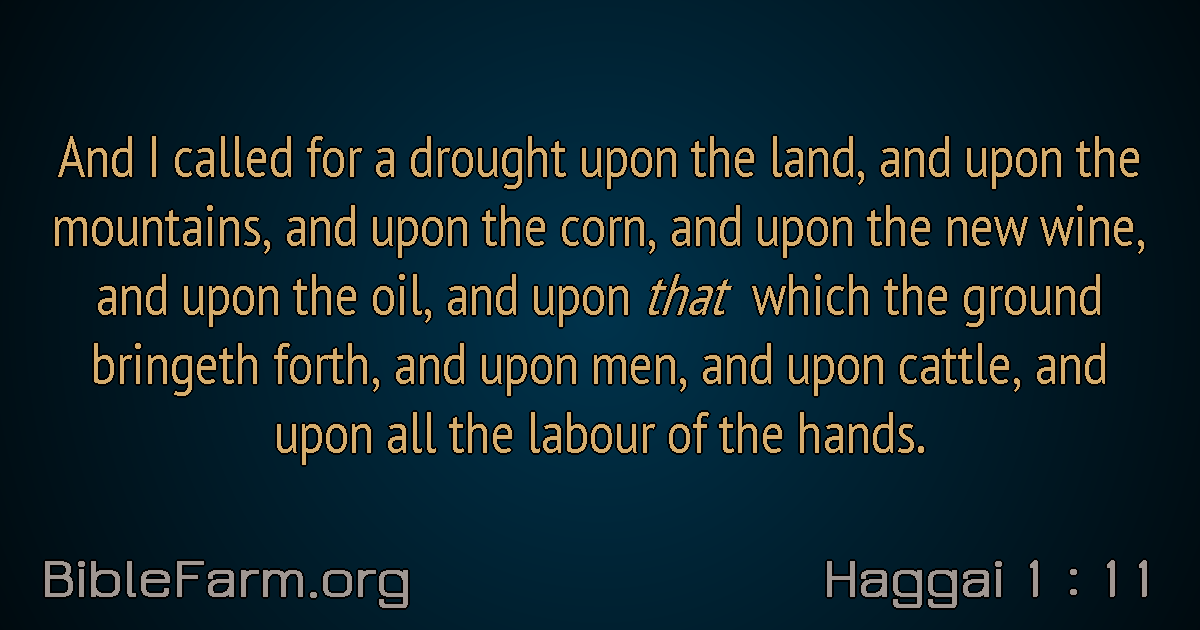 And I called for a drought upon the land, and upon the
mountains, and upon the corn, and upon the new wine,
and upon the oil, and upon that which the ground
bringeth forth, and upon men, and upon cattle, and
upon all the labour of the hands.
BibleFarm.org
Haggai 1 : 11